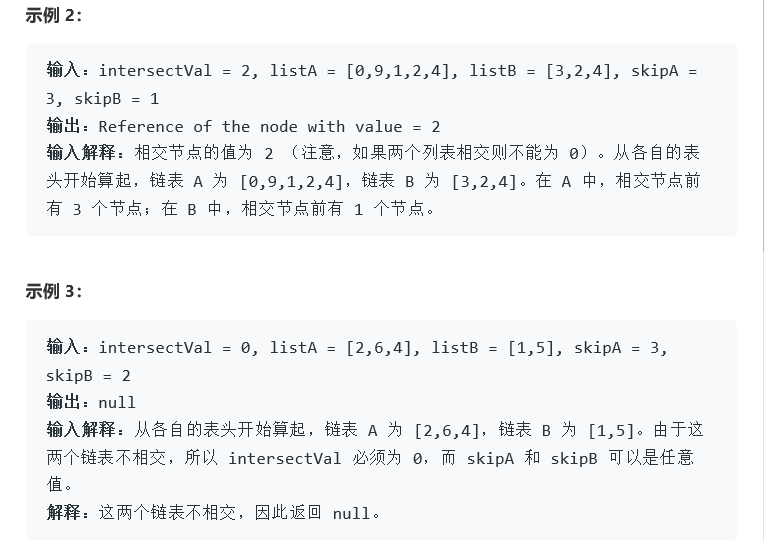 示例 2：
输入：intersectVal = 2, listA = [0,9,1,2,4], listB = [3,2,4], skipA =
3, skipB = 1
输出：Reference of the node with value = 2
输入解释：相交节点的值为 2 （注意，如果两个列表相交则不能为 0）。从各自的表
头开始算起，链表 A 为 [0,9,1,2,4]，链表 B 为 [3,2,4]。在 A 中，相交节点前
有 3 个节点；在 B 中，相交节点前有 1 个节点。
示例 3：
输入：intersectVal = 0, listA = [2,6,4], listB = [1,5], skipA = 3,
skipB = 2
输出：null
输入解释：从各自的表头开始算起，链表 A 为 [2,6,4]，链表 B 为 [1,5]。由于这
两个链表不相交，所以 intersectVal 必须为 0，而 skipA 和 skipB 可以是任意
值。
解释：这两个链表不相交，因此返回 null。